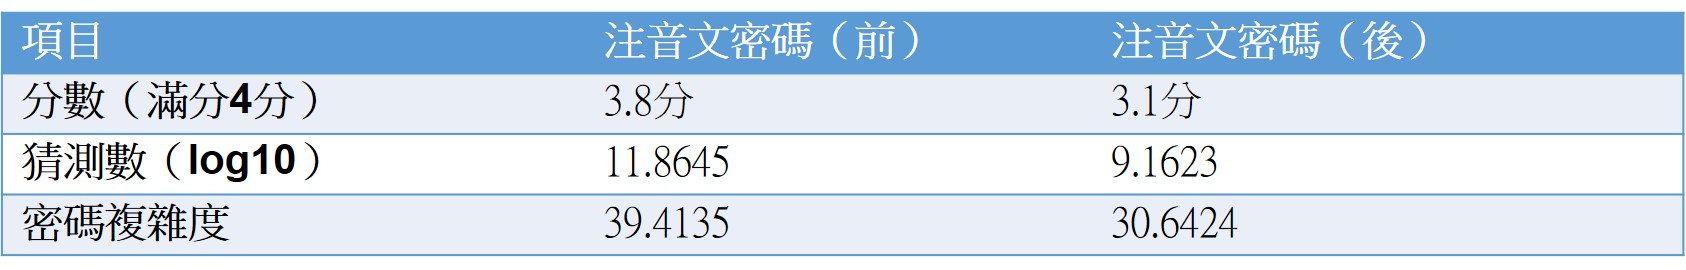 項目 注音文密碼（前） 注音文密碼（後）
分數（滿分4分） 3.8分 3.1分
猜測數（log10） 11.8645 9.1623
密碼複雜度 39.4135 30.6424